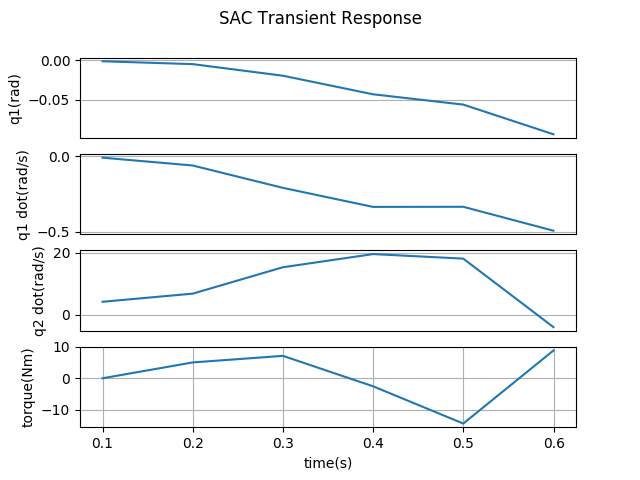 SAC Transient Response
0.00
−0.05
q1(rad)
0.0
−0.5
q1 dot(rad/s)
20
0
q2 dot(rad/s)
10
0
−10
torque(Nm)
0.1 0.2 0.3 0.4 0.5 0.6
time(s)